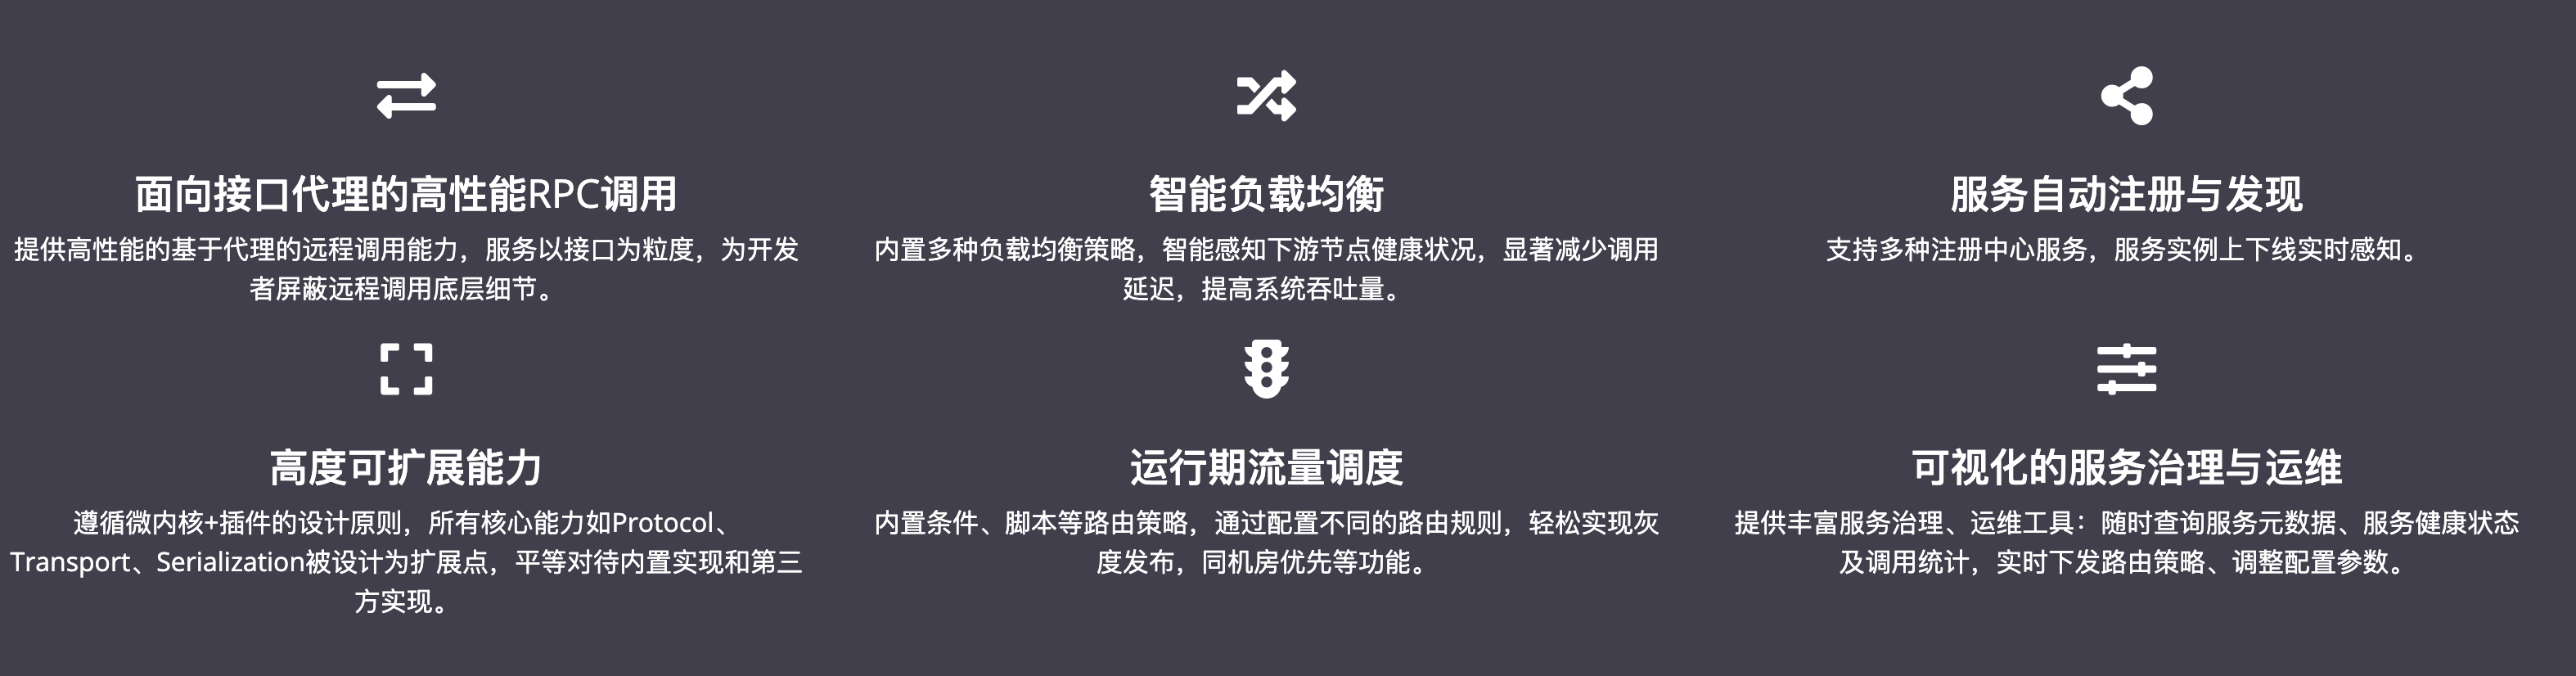 面向接口代理的高性能RPC调用
提供高性能的基于代理的远程调用能力，服务以接口为粒度，为开发
者屏蔽远程调用底层细节。
智能负载均衡
内置多种负载均衡策略，智能感知下游节点健康状况，显著减少调用
延迟，提高系统吞吐量。
服务自动注册与发现
支持多种注册中心服务，服务实例上下线实时感知。
高度可扩展能力
遵循微内核+插件的设计原则，所有核心能力如Protocol、
Transport、Serialization被设计为扩展点，平等对待内置实现和第三
方实现。
运行期流量调度
内置条件、脚本等路由策略，通过配置不同的路由规则，轻松实现灰
度发布，同机房优先等功能。
可视化的服务治理与运维
提供丰富服务治理、运维工具：随时查询服务元数据、服务健康状态
及调用统计，实时下发路由策略、调整配置参数。